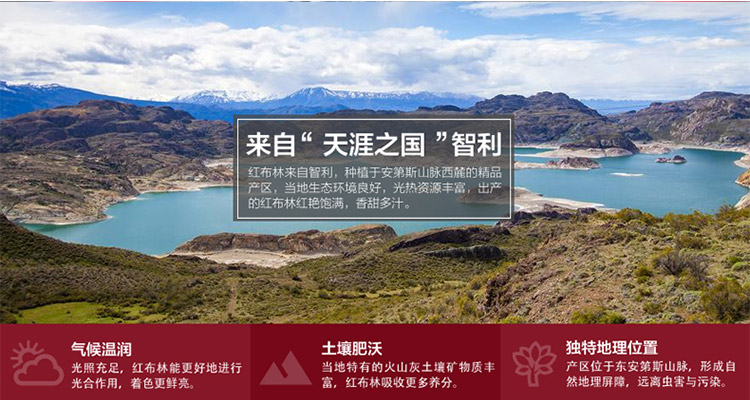 来自“天涯之国”智利
红布林来自智利，种植于安第斯山脉西麓的精品
产区，当地生态环境良好，光热资源丰富，出产
的红布林红艳饱满，香甜多汁。
气候温润
光照充足，红布林能更好地进行
光合作用，着色更鲜亮。
土壤肥沃
当地特有的火山灰土壤矿物质丰
富，红布林吸收更多养分。
独特地理位置
产区位于东安第斯山脉，形成自
然地理屏障，远离虫害与污染。